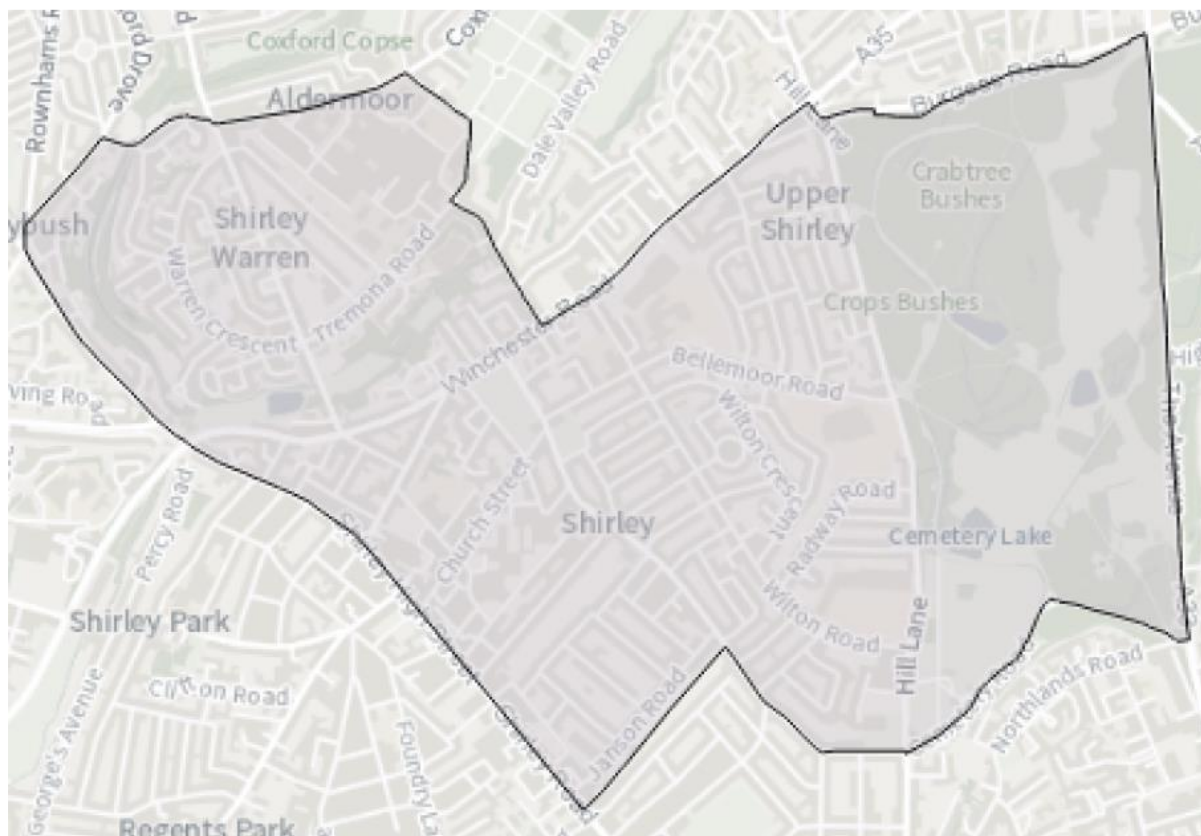 Coxford Copse
A35
Dale Valley Road
Rownhams
Drove
Hill Lane
Burgess Road
Aldermoor
Crabtree
Bushes
Upper
Shirley
Shirley
Warren
Tremona Road
Warren Crescent
Crops Bushes
Winchester Road
Bellemoor Road
Wilton Cres
Radway Road
Church Street
Shirley
Cemetery Lake
The Avenue
Percy Road
Wilton Road
Hill Lane
Janson Road
Northlands Road
Shirley Park
Clifton Road
George's Avenue
Foundry La
Regents Park